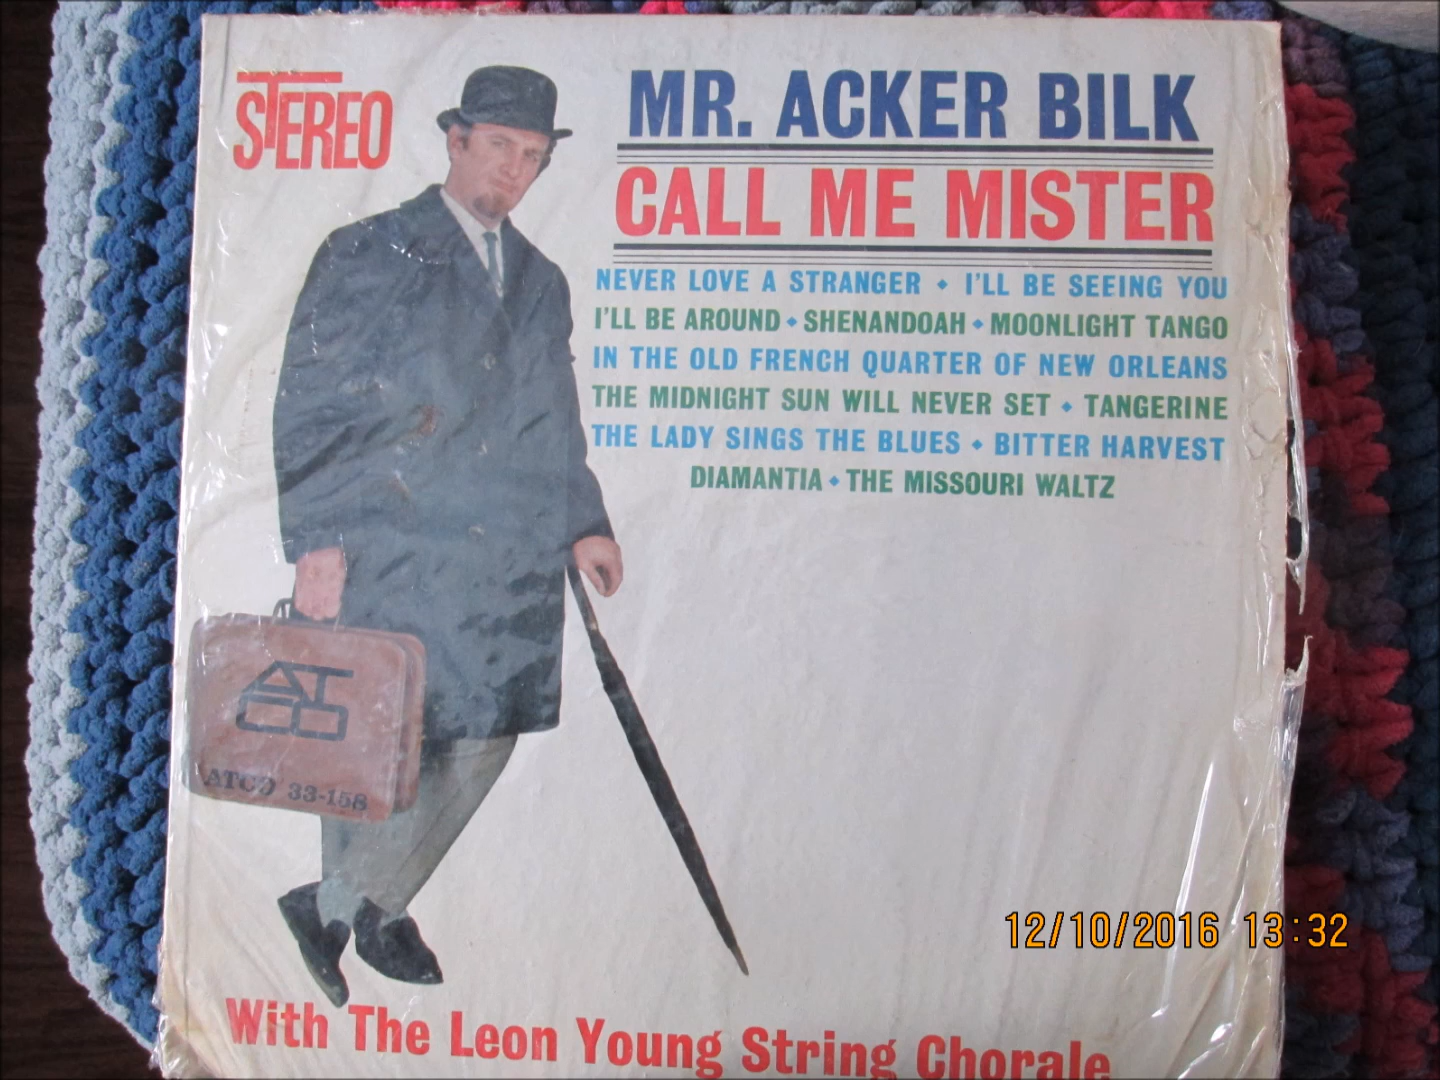 STEREO
MR. ACKER BILK
CALL ME MISTER
NEVER LOVE A STRANGER • I'LL BE SEEING YOU
I'LL BE AROUND • SHENANDOAH • MOONLIGHT TANGO
IN THE OLD FRENCH QUARTER OF NEW ORLEANS
THE MIDNIGHT SUN WILL NEVER SET • TANGERINE
THE LADY SINGS THE BLUES • BITTER HARVEST
DIAMANTIA • THE MISSOURI WALTZ
AT
CO
ATCO 33-158
12/10/2016 13:32
With The Leon Young String Chorale